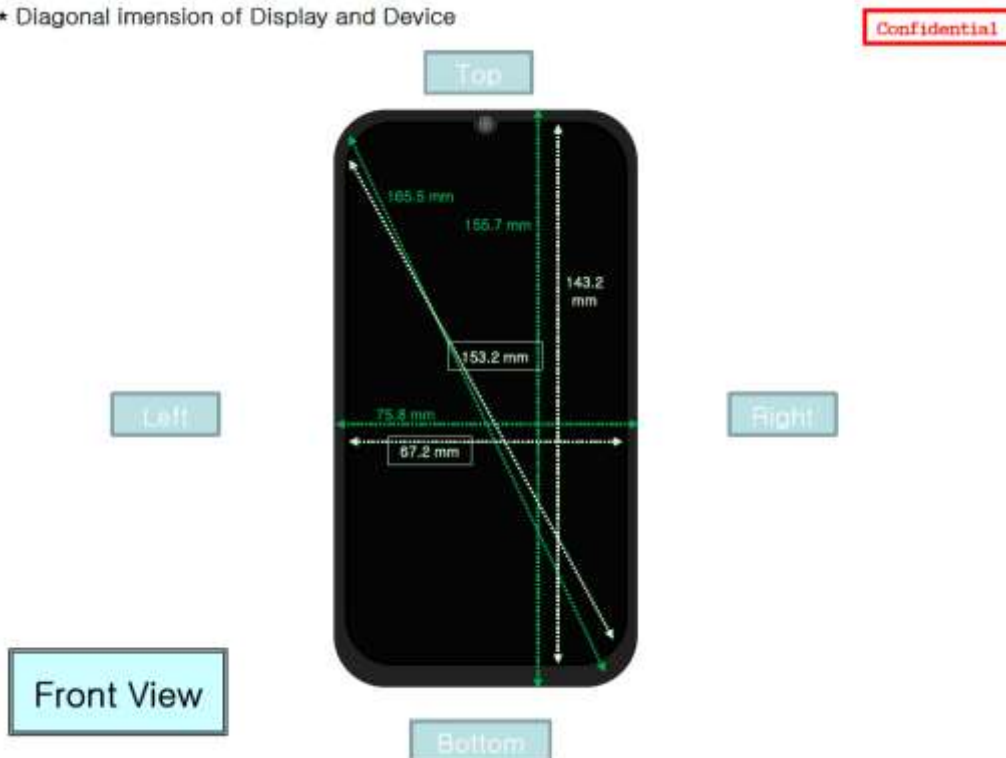 * Diagonal imension of Display and Device
Confidential
Top
165.5 mm
155.7 mm
143.2
mm
153.2 mm
Left
75.8 mm
Right
67.2 mm
Front View
Bottom